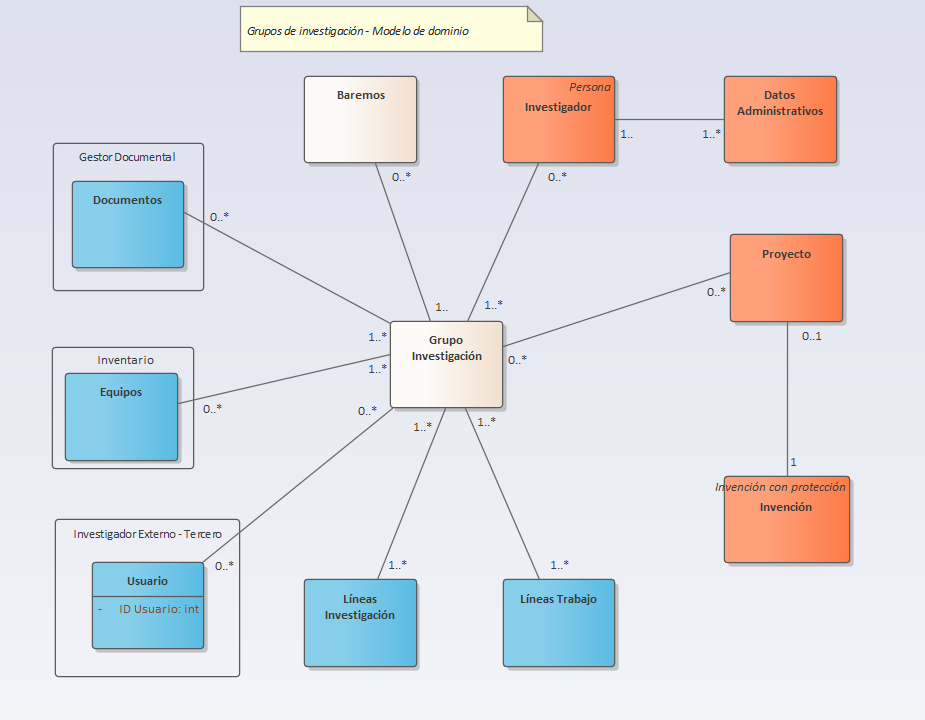 Grupos de investigación - Modelo de dominio
Baremos
Persona
Investigador
Datos
Administrativos
1..
1..*
Gestor Documental
Documentos
0..*
0..*
0..*
Proyecto
0..*
0..1
1..
1..*
1..*
Grupo
Investigación
0..*
Inventario
Equipos
1..*
0..*
0..*
1..*
1..*
1
Invención con protección
Invención
Investigador Externo - Tercero
Usuario
- ID Usuario: int
0..*
1..*
1..*
Líneas
Investigación
Líneas Trabajo